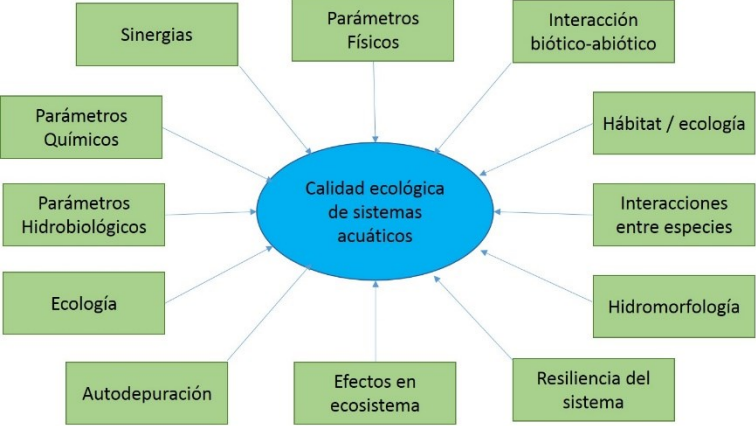 Sinergias
Parámetros
Físicos
Interacción
biótico-abiótico
Parámetros
Químicos
Hábitat / ecología
Calidad ecológica
de sistemas
acuáticos
Parámetros
Hidrobiológicos
Interacciones
entre especies
Ecología
Hidromorfología
Autodepuración
Efectos en
ecosistema
Resiliencia del
sistema